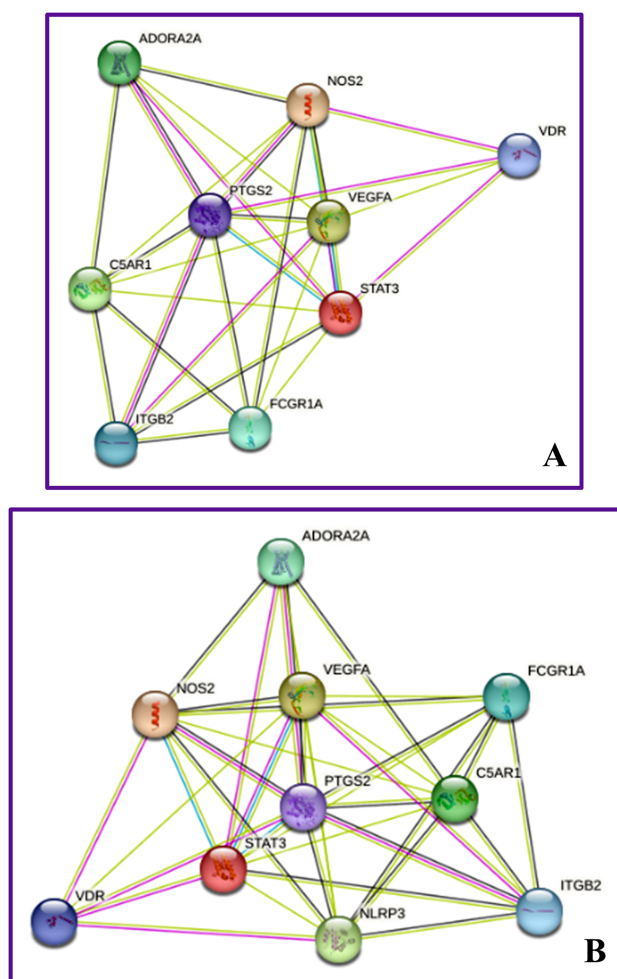 ADORA2A
NOS2
VDR
PTGS2
VEGFA
C5AR1
STAT3
ITGB2
FCGR1A
A
ADORA2A
VEGFA
FCGR1A
NOS2
PTGS2
C5AR1
STAT3
VDR
NLRP3
ITGB2
B